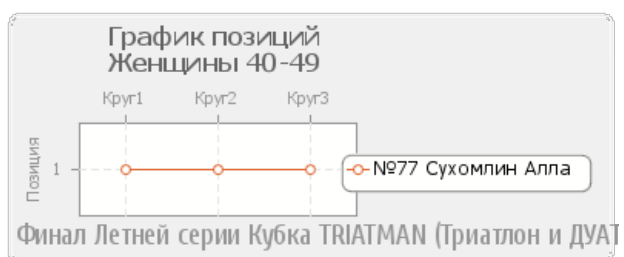 График позиций
Женщины 40-49
Круг1 Круг2 Круг3
Позиция
1
№77 Сухомлин Алла
Финал Летней серии Кубка TRIATMAN (Триатлон и ДУАТ